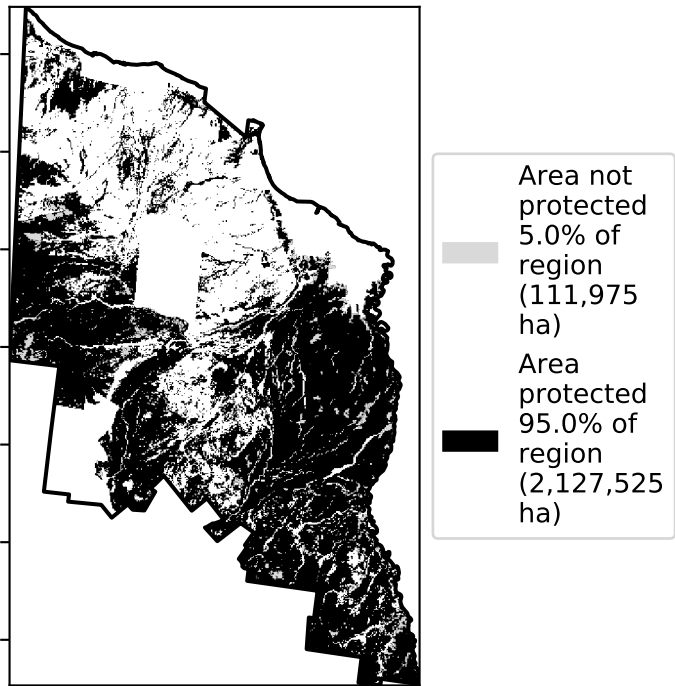 Area not
protected
5.0% of
region
(111,975
ha)
Area
protected
95.0% of
region
(2,127,525
ha)